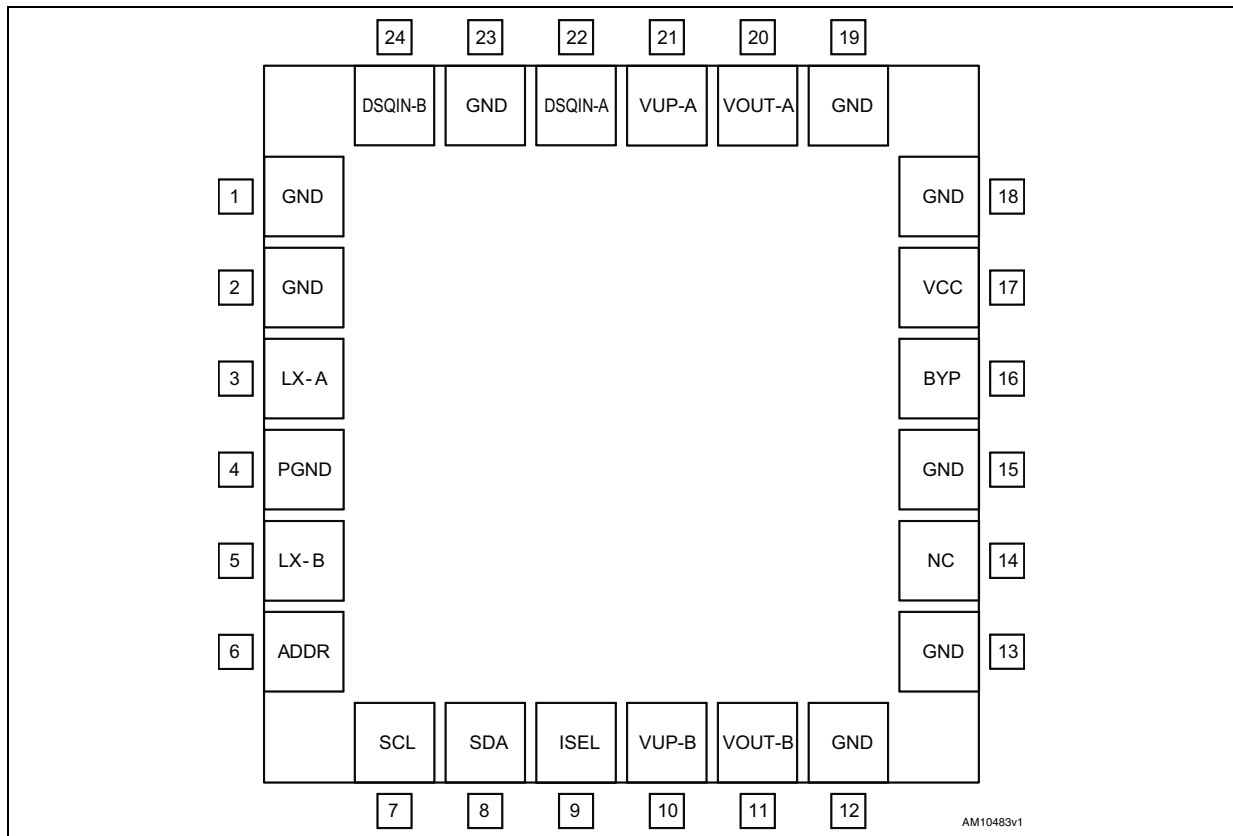 24 23 22 21 20 19
DSQIN-B GND DSQIN-A VUP-A VOUT-A GND
1 GND GND 18
2 GND VCC 17
3 LX-A BYP 16
4 PGND GND 15
5 LX-B NC 14
6 ADDR GND 13
SCL SDA ISEL VUP-B VOUT-B GND
7 8 9 10 11 12
AM10483v1